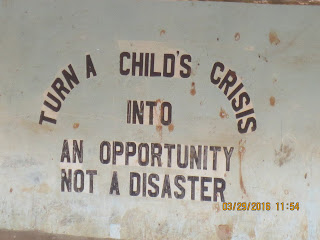 TURN A CHILD'S CRISIS
INTO
AN OPPORTUNITY
NOT A DISASTER
03/29/2018 11:54